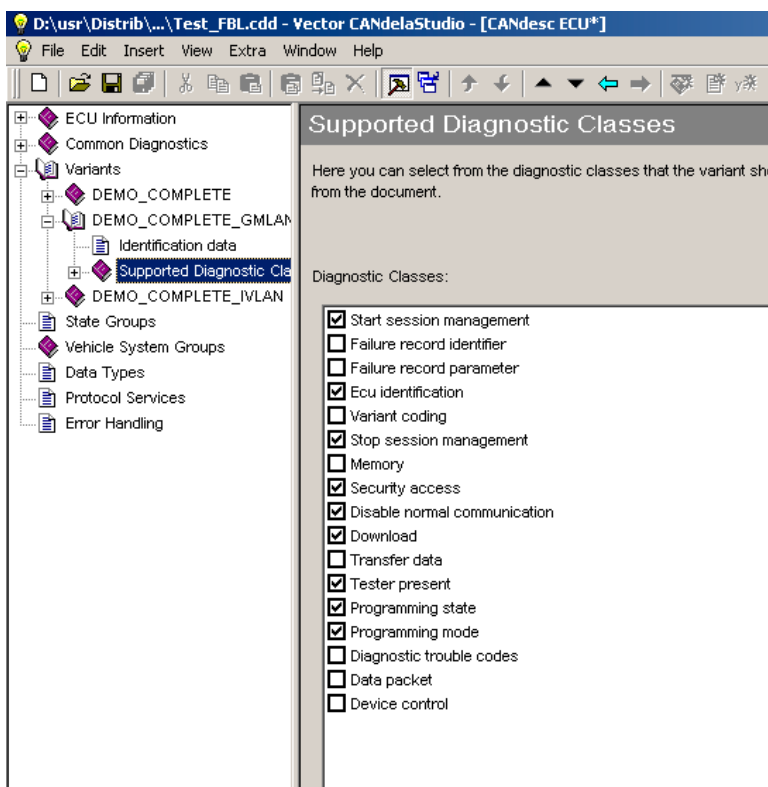 D:\usr\Distrib\...\Test_FBL.cdd - Vector CANdelaStudio - [CANdesc ECU*]
File Edit Insert View Extra Window Help
ECU Information
Common Diagnostics
Variants
DEMO_COMPLETE
DEMO_COMPLETE_GMLAN
Identification data
Supported Diagnostic Cla
DEMO_COMPLETE_IVLAN
State Groups
Vehicle System Groups
Data Types
Protocol Services
Error Handling
Supported Diagnostic Classes
Here you can select from the diagnostic classes that the variant sh
from the document.
Diagnostic Classes:
Start session management
Failure record identifier
Failure record parameter
Ecu identification
Variant coding
Stop session management
Memory
Security access
Disable normal communication
Download
Transfer data
Tester present
Programming state
Programming mode
Diagnostic trouble codes
Data packet
Device control